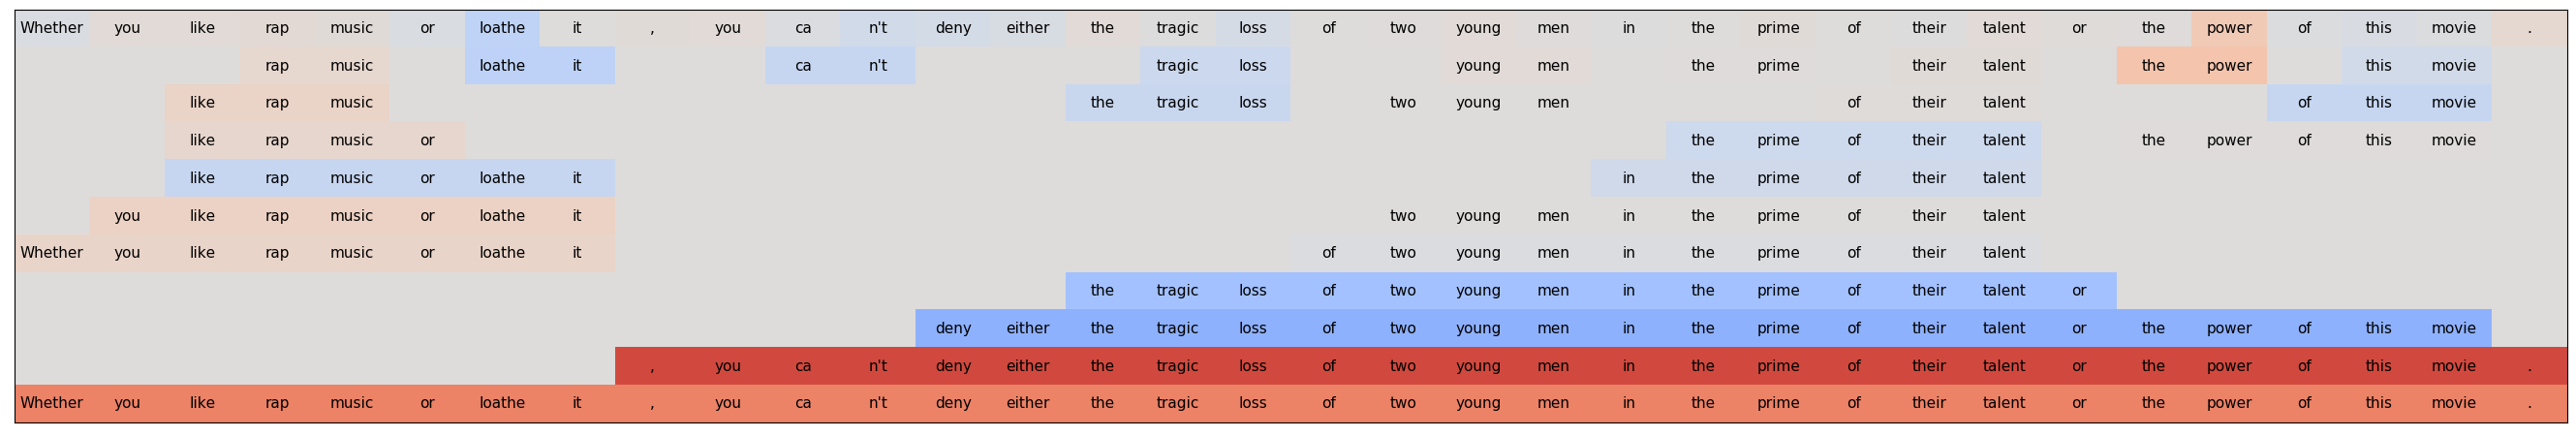 Whether you like rap music or loathe it , you ca n't deny either the tragic loss of two young men in the prime of their talent or the power of this movie .
rap music loathe it ca n't tragic loss young men the prime their talent the power this movie
like rap music the tragic loss two young men of their talent of this movie
like rap music or the prime of their talent the power of this movie
like rap music or loathe it in the prime of their talent
you like rap music or loathe it two young men in the prime of their talent
Whether you like rap music or loathe it of two young men in the prime of their talent
the tragic loss of two young men in the prime of their talent or
deny either the tragic loss of two young men in the prime of their talent or the power of this movie
, you ca n't deny either the tragic loss of two young men in the prime of their talent or the power of this movie .
Whether you like rap music or loathe it , you ca n't deny either the tragic loss of two young men in the prime of their talent or the power of this movie .